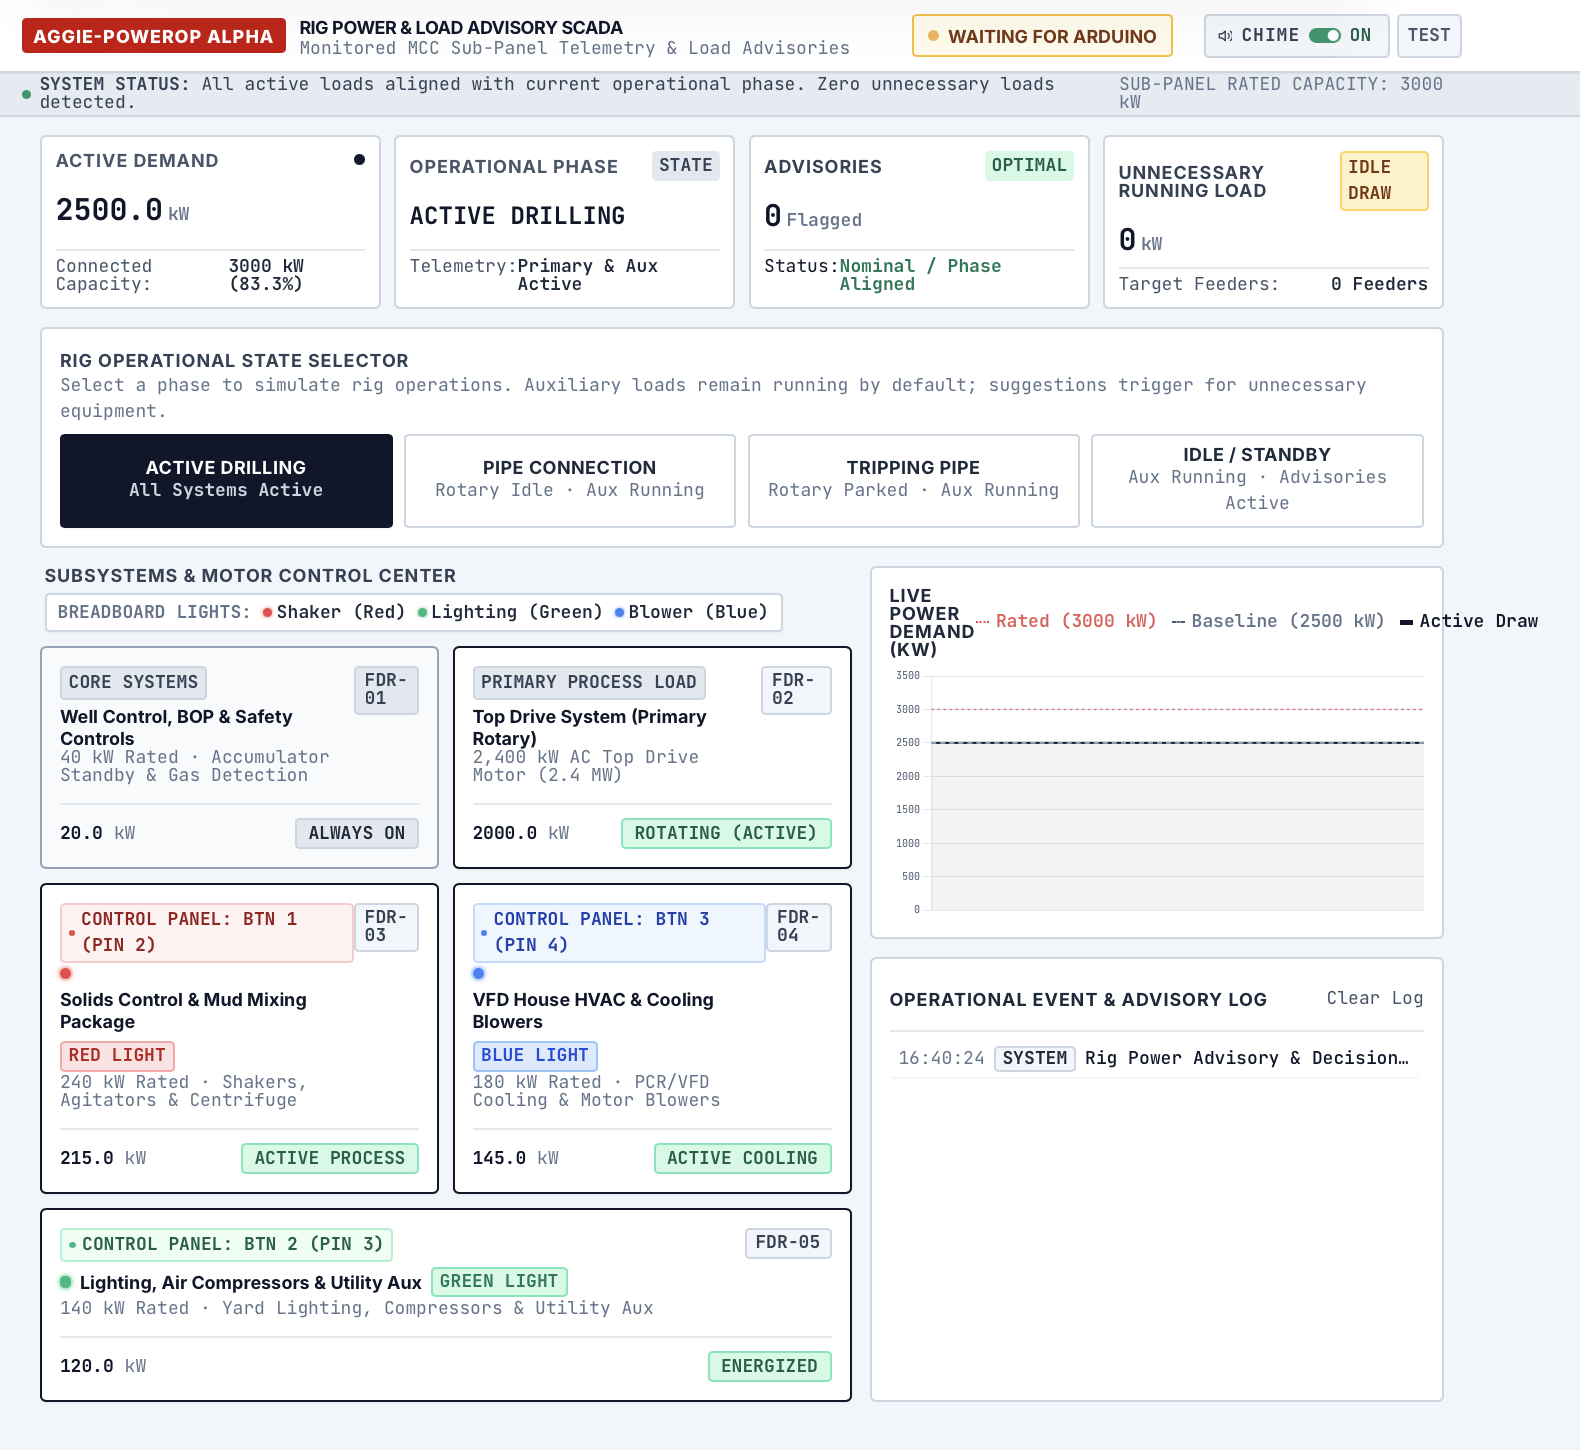 AGGIE-POWEROP ALPHA
RIG POWER & LOAD ADVISORY SCADA
Monitored MCC Sub-Panel Telemetry & Load Advisories
WAITING FOR ARDUINO
CHIME
ON
TEST
SYSTEM STATUS: All active loads aligned with current operational phase. Zero unnecessary loads
detected.
SUB-PANEL RATED CAPACITY: 3000
kW
ACTIVE DEMAND
2500.0 kW
Connected
Capacity:
3000 kW
(83.3%)
OPERATIONAL PHASE
STATE
ACTIVE DRILLING
Telemetry:
Primary & Aux
Active
ADVISORIES
OPTIMAL
0 Flagged
Status:
Nominal / Phase
Aligned
UNNECESSARY
RUNNING LOAD
IDLE
DRAW
0 kW
Target Feeders:
0 Feeders
RIG OPERATIONAL STATE SELECTOR
Select a phase to simulate rig operations. Auxiliary loads remain running by default; suggestions trigger for unnecessary
equipment.
ACTIVE DRILLING
All Systems Active
PIPE CONNECTION
Rotary Idle · Aux Running
TRIPPING PIPE
Rotary Parked · Aux Running
IDLE / STANDBY
Aux Running · Advisories
Active
SUBSYSTEMS & MOTOR CONTROL CENTER
BREADBOARD LIGHTS:
Shaker (Red)
Lighting (Green)
Blower (Blue)
CORE SYSTEMS
FDR-
01
Well Control, BOP & Safety
Controls
40 kW Rated · Accumulator
Standby & Gas Detection
20.0 kW
ALWAYS ON
PRIMARY PROCESS LOAD
FDR-
02
Top Drive System (Primary
Rotary)
2,400 kW AC Top Drive
Motor (2.4 MW)
2000.0 kW
ROTATING (ACTIVE)
CONTROL PANEL: BTN 1
(PIN 2)
FDR-
03
Solids Control & Mud Mixing
Package
RED LIGHT
240 kW Rated · Shakers,
Agitators & Centrifuge
215.0 kW
ACTIVE PROCESS
CONTROL PANEL: BTN 3
(PIN 4)
FDR-
04
VFD House HVAC & Cooling
Blowers
BLUE LIGHT
180 kW Rated · PCR/VFD
Cooling & Motor Blowers
145.0 kW
ACTIVE COOLING
CONTROL PANEL: BTN 2 (PIN 3)
FDR-05
Lighting, Air Compressors & Utility Aux
GREEN LIGHT
140 kW Rated · Yard Lighting, Compressors & Utility Aux
120.0 kW
ENERGIZED
LIVE
POWER
DEMAND
(KW)
Rated (3000 kW)
Baseline (2500 kW)
Active Draw
3500
3000
2500
2000
1500
1000
500
0
OPERATIONAL EVENT & ADVISORY LOG
Clear Log
16:40:24 SYSTEM Rig Power Advisory & Decision…